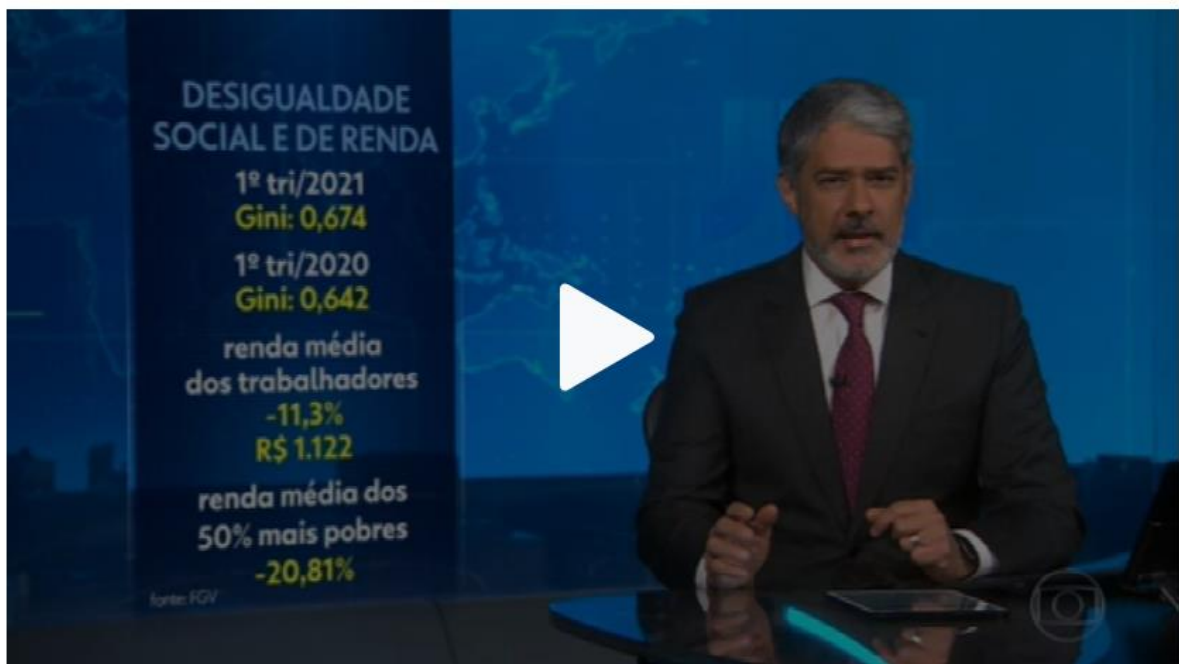 DESIGUALDADE
SOCIAL E DE RENDA
1º tri/2021
Gini: 0,674
1º tri/2020
Gini: 0,642
renda média
dos trabalhadores
-11,3%
R$ 1.122
renda média dos
50% mais pobres
-20,81%
fonte: FGV